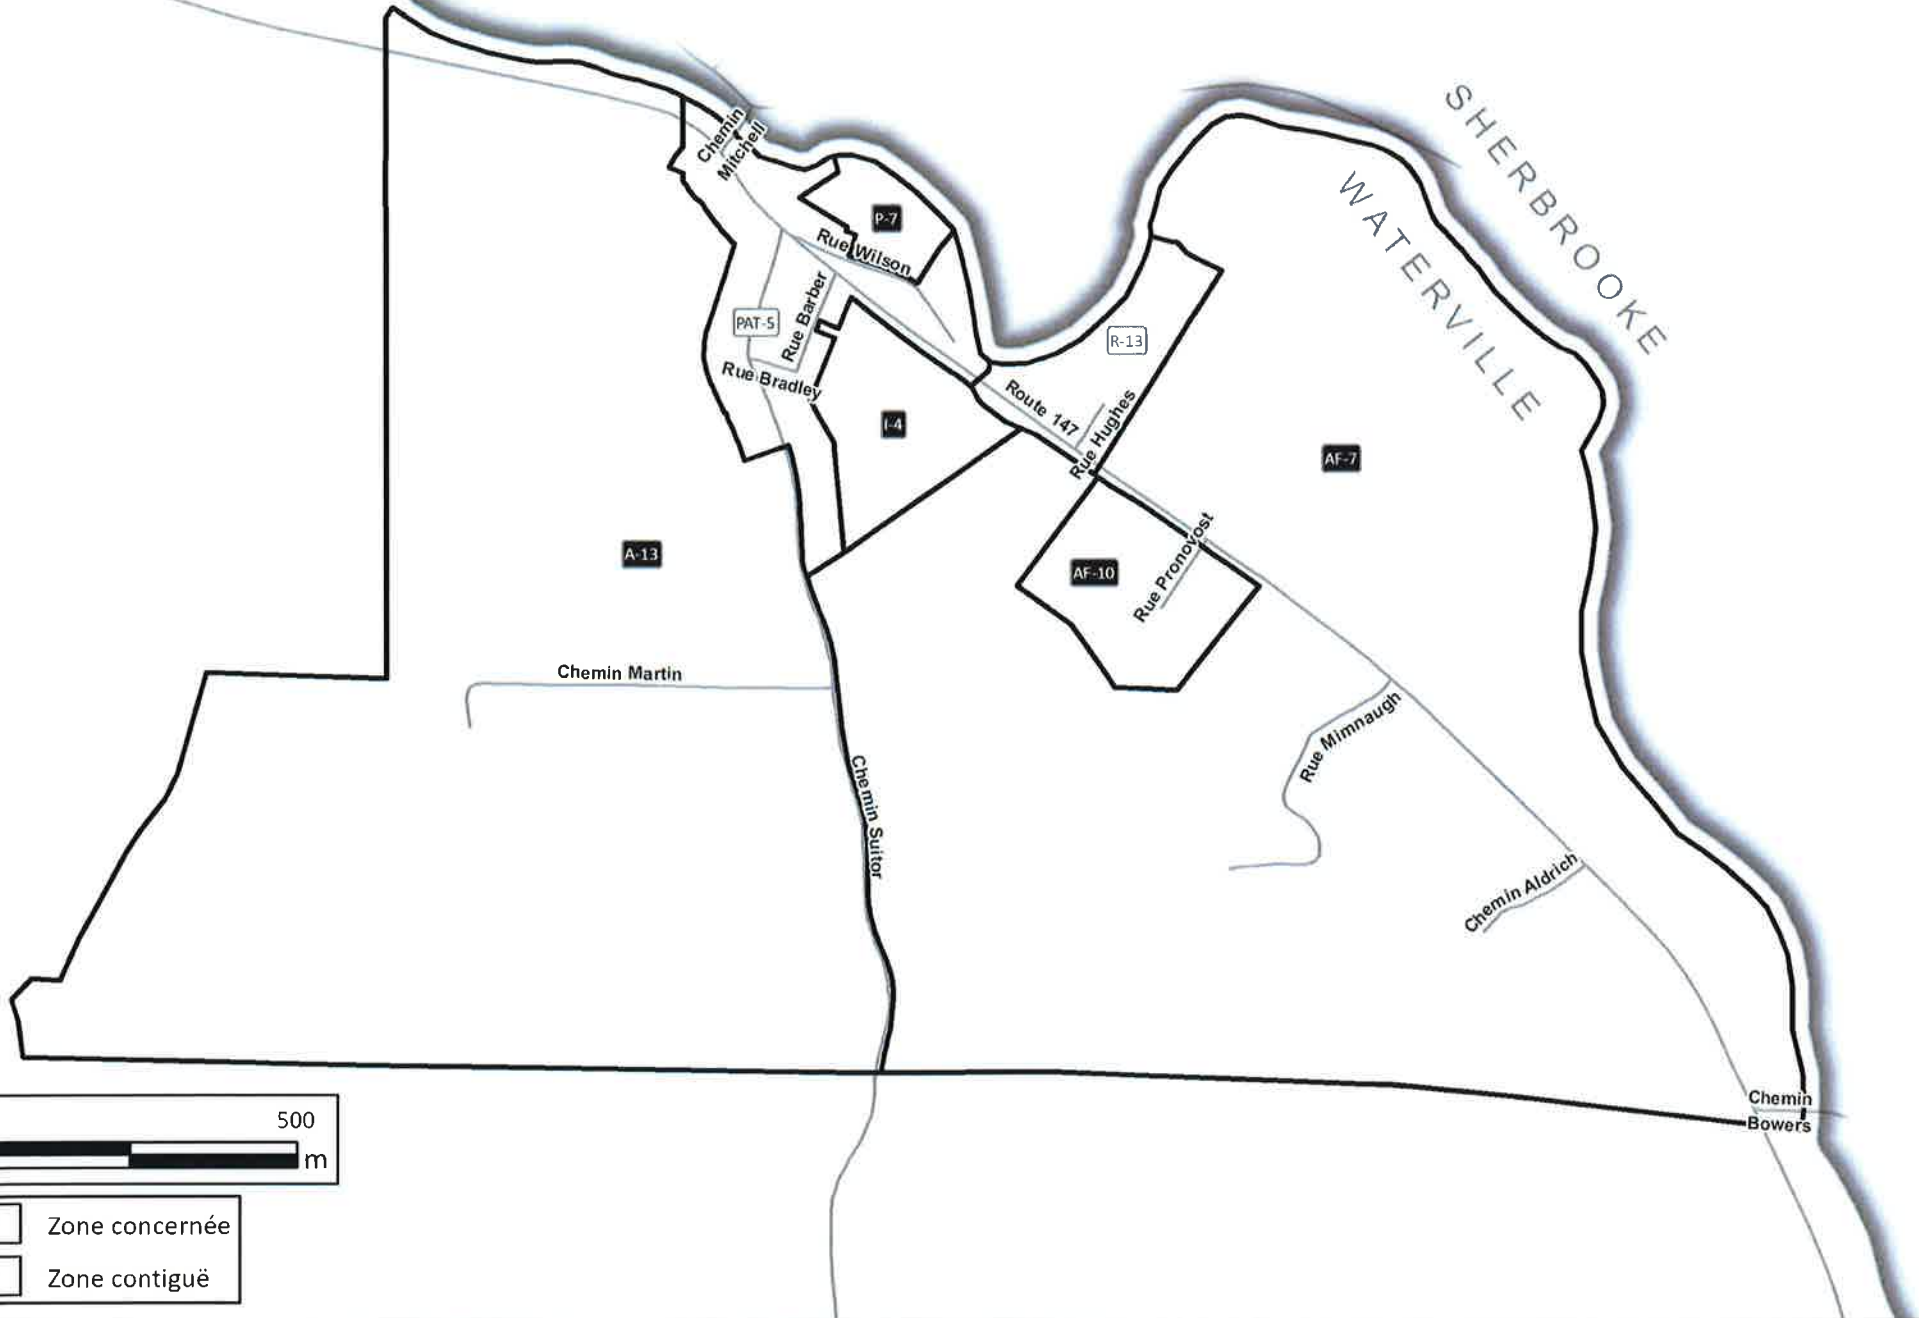 SHERBROOKE
WATERVILLE
Chemin
Mitchell
P-7
Rue Wilson
PAT-5
Rue Barber
Rue Bradley
R-13
I-4
Route 147
Rue Hughes
AF-7
A-13
AF-10
Rue Pronovost
Chemin Martin
Rue Mimnaugh
Chemin Suitor
Chemin Aldrich
Chemin
Bowers
500
m
Zone concernée
Zone contiguë